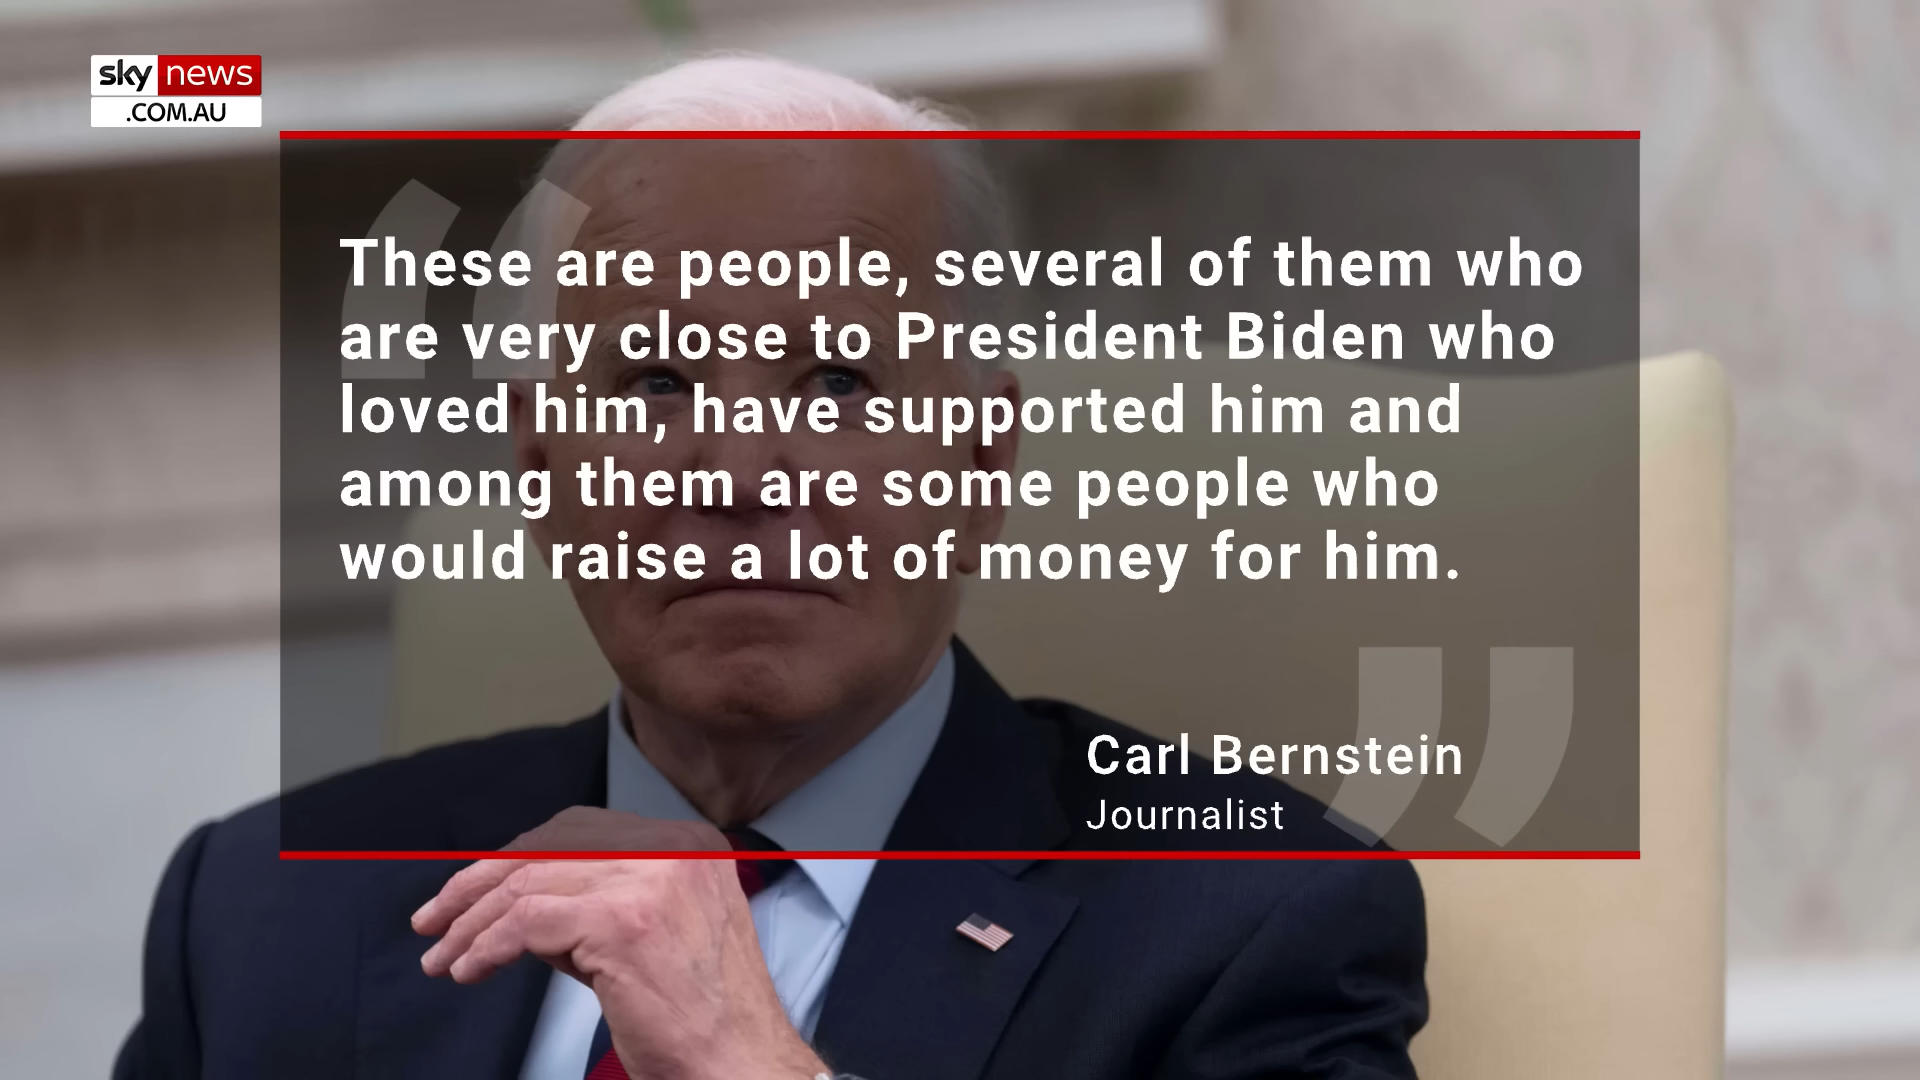 sky news
.COM.AU
These are people, several of them who
are very close to President Biden who
loved him, have supported him and
among them are some people who
would raise a lot of money for him.
Carl Bernstein
Journalist